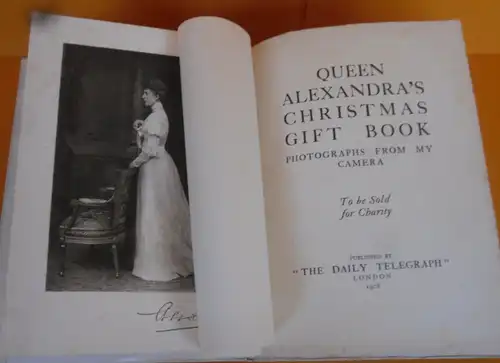 QUEEN
ALEXANDRA'S
CHRISTMAS
GIFT BOOK
PHOTOGRAPHS FROM MY
CAMERA
To be Sold
for Charity
PUBLISHED BY
"THE DAILY TELEGRAPH"
LONDON
1908